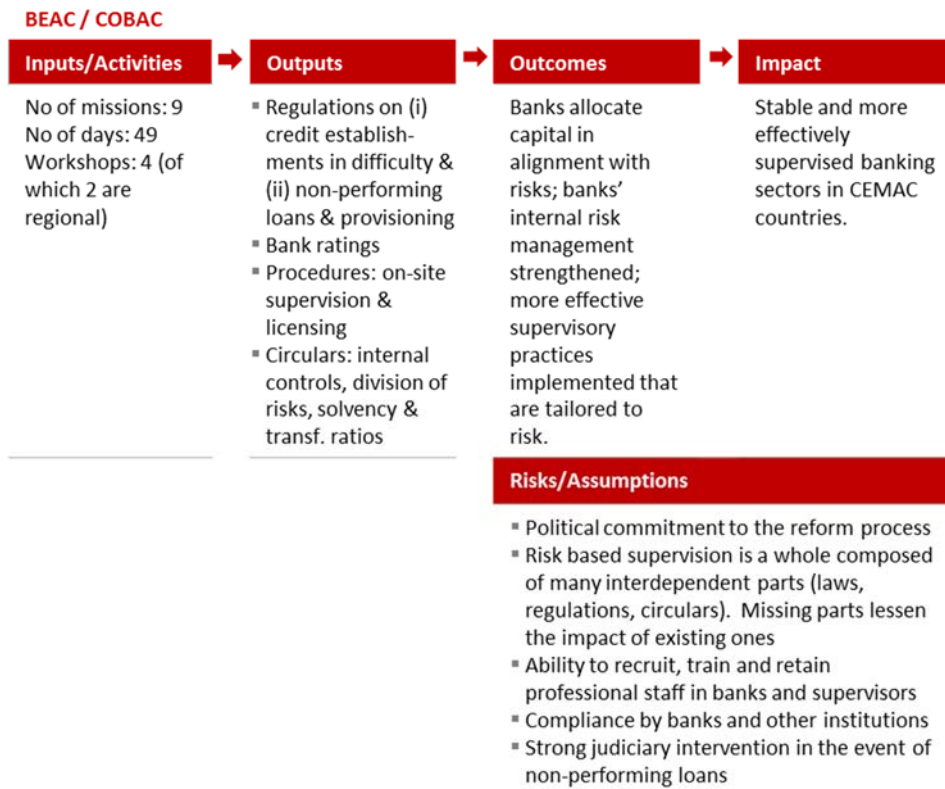 BEAC / COBAC
Inputs/Activities
No of missions: 9
No of days: 49
Workshops: 4 (of
which 2 are
regional)
Outputs
▪ Regulations on (i)
credit establish-
ments in difficulty &
(ii) non-performing
loans & provisioning
▪ Bank ratings
▪ Procedures: on-site
supervision &
licensing
▪ Circulars: internal
controls, division of
risks, solvency &
transf. ratios
Outcomes
Banks allocate
capital in
alignment with
risks; banks’
internal risk
management
strengthened;
more effective
supervisory
practices
implemented that
are tailored to
risk.
Impact
Stable and more
effectively
supervised banking
sectors in CEMAC
countries.
Risks/Assumptions
▪ Political commitment to the reform process
▪ Risk based supervision is a whole composed
of many interdependent parts (laws,
regulations, circulars).  Missing parts lessen
the impact of existing ones
▪ Ability to recruit, train and retain
professional staff in banks and supervisors
▪ Compliance by banks and other institutions
▪ Strong judiciary intervention in the event of
non-performing loans